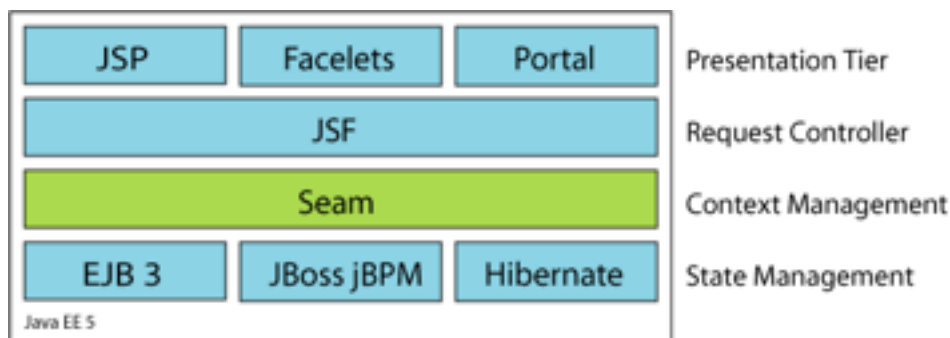 JSP Facelets Portal Presentation Tier
JSF Request Controller
Seam Context Management
EJB 3 JBoss jBPM Hibernate State Management
Java EE 5